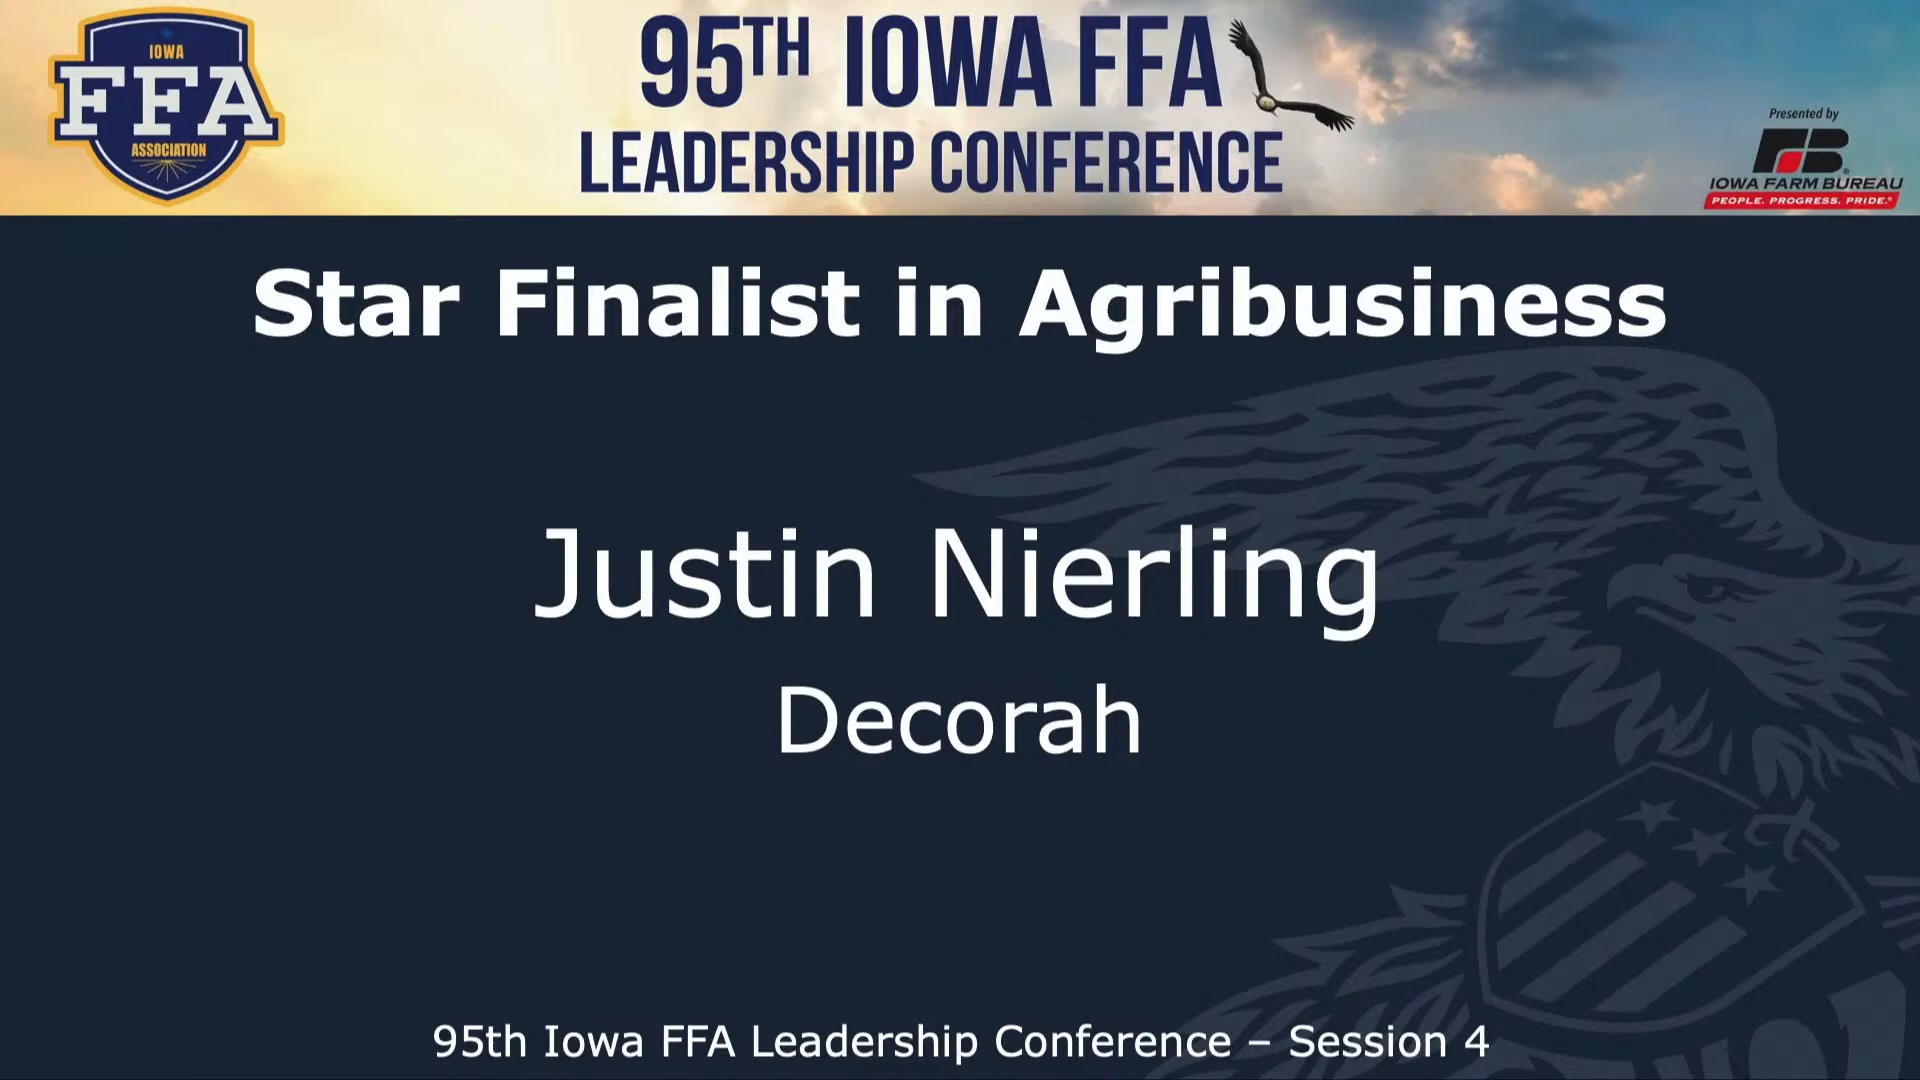 IOWA
FFA
ASSOCIATION
95TH IOWA FFA
LEADERSHIP CONFERENCE
Presented by
FB
IOWA FARM BUREAU
PEOPLE. PROGRESS. PRIDE.®
Star Finalist in Agribusiness
Justin Nierling
Decorah
95th Iowa FFA Leadership Conference – Session 4